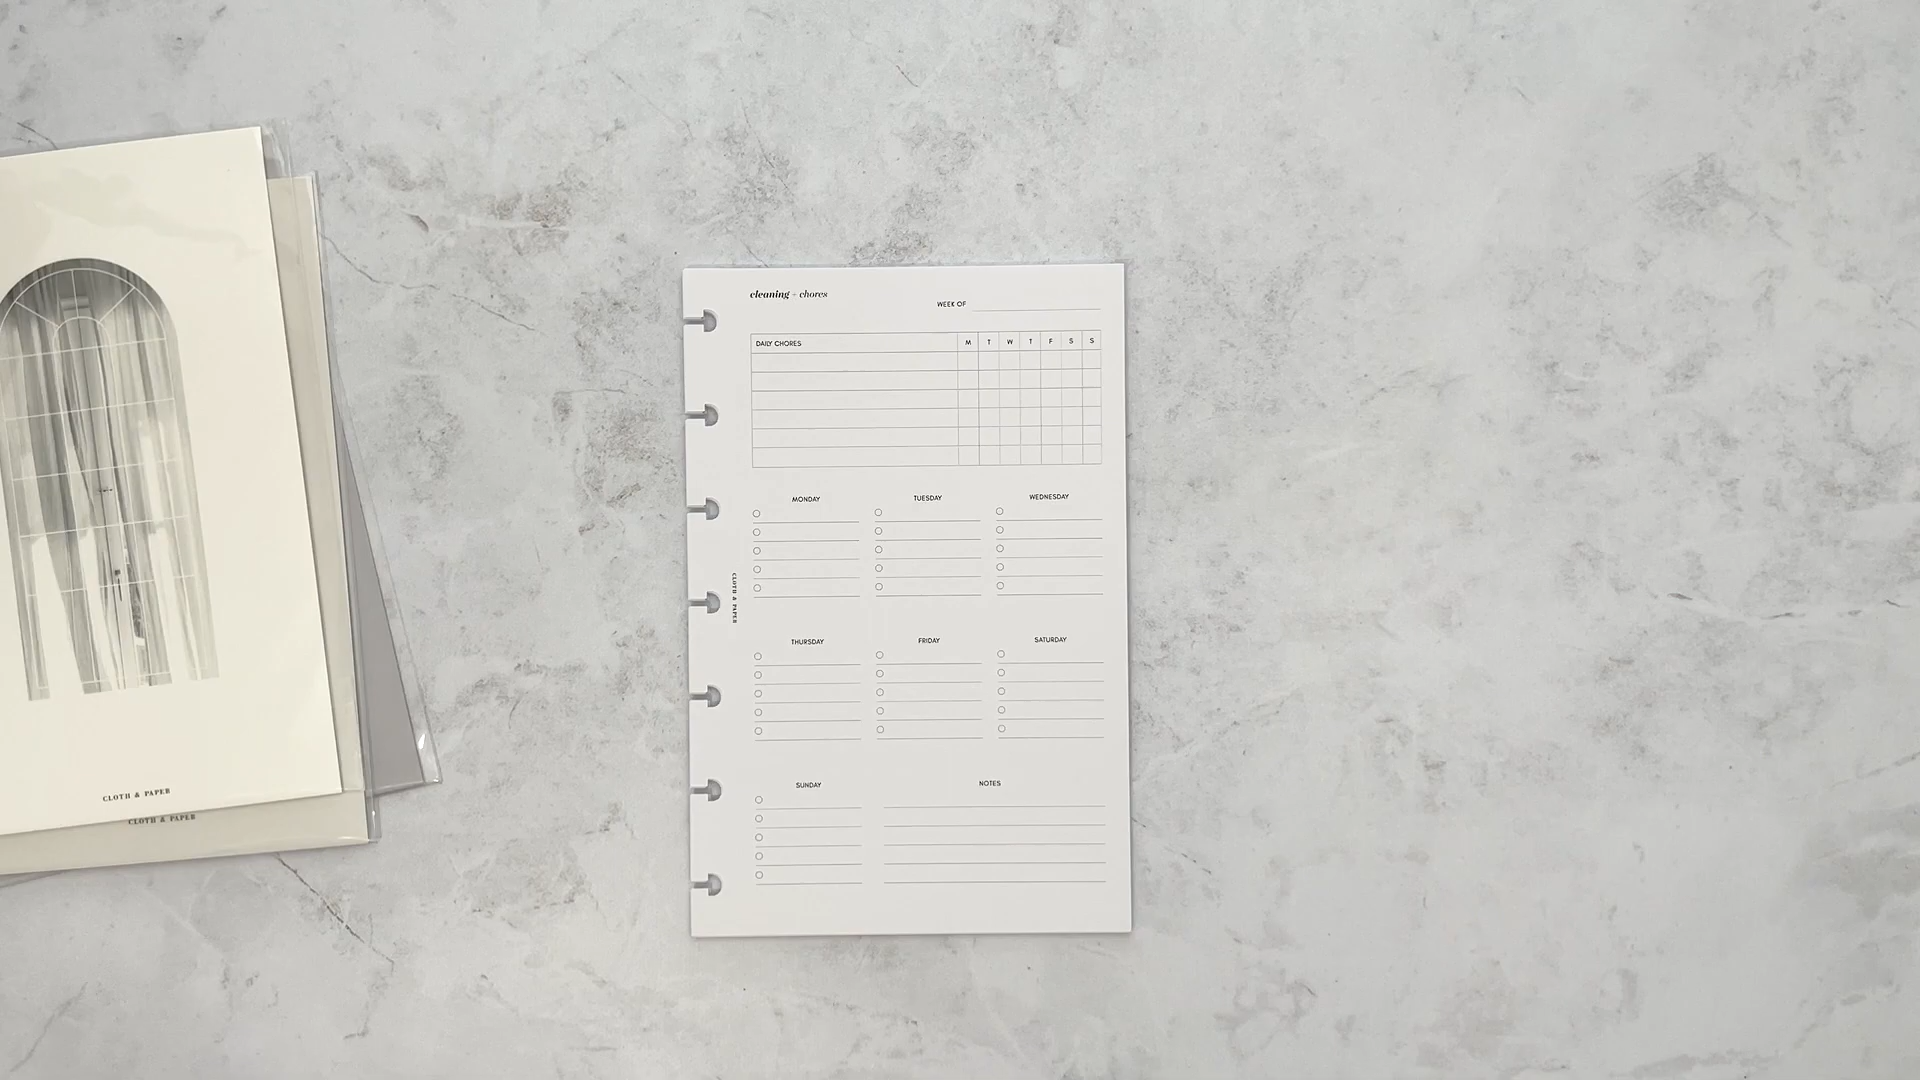 cleaning + chores
WEEK OF
DAILY CHORES M T W T F S S
MONDAY TUESDAY WEDNESDAY
THURSDAY FRIDAY SATURDAY
SUNDAY NOTES
CLOTH & PAPER
CLOTH & PAPER
CLOTH & PAPER